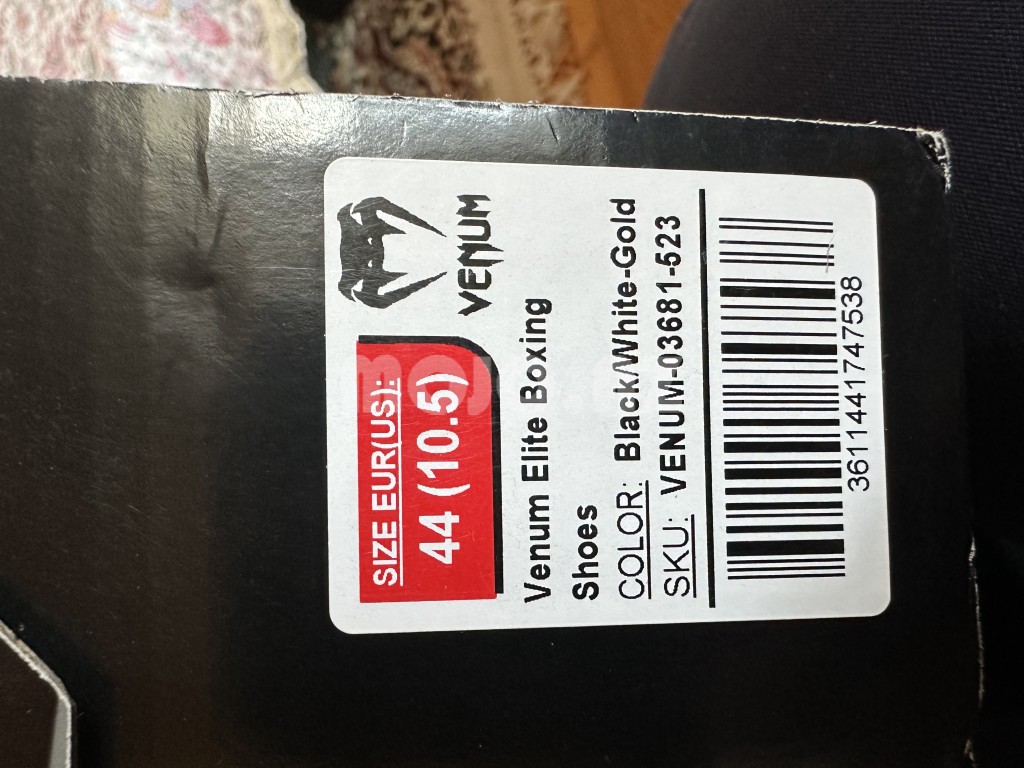 VENUM
SIZE EUR(US):
44 (10.5)
Venum Elite Boxing
Shoes
COLOR: Black/White-Gold
SKU: VENUM-03681-523
3611441747538